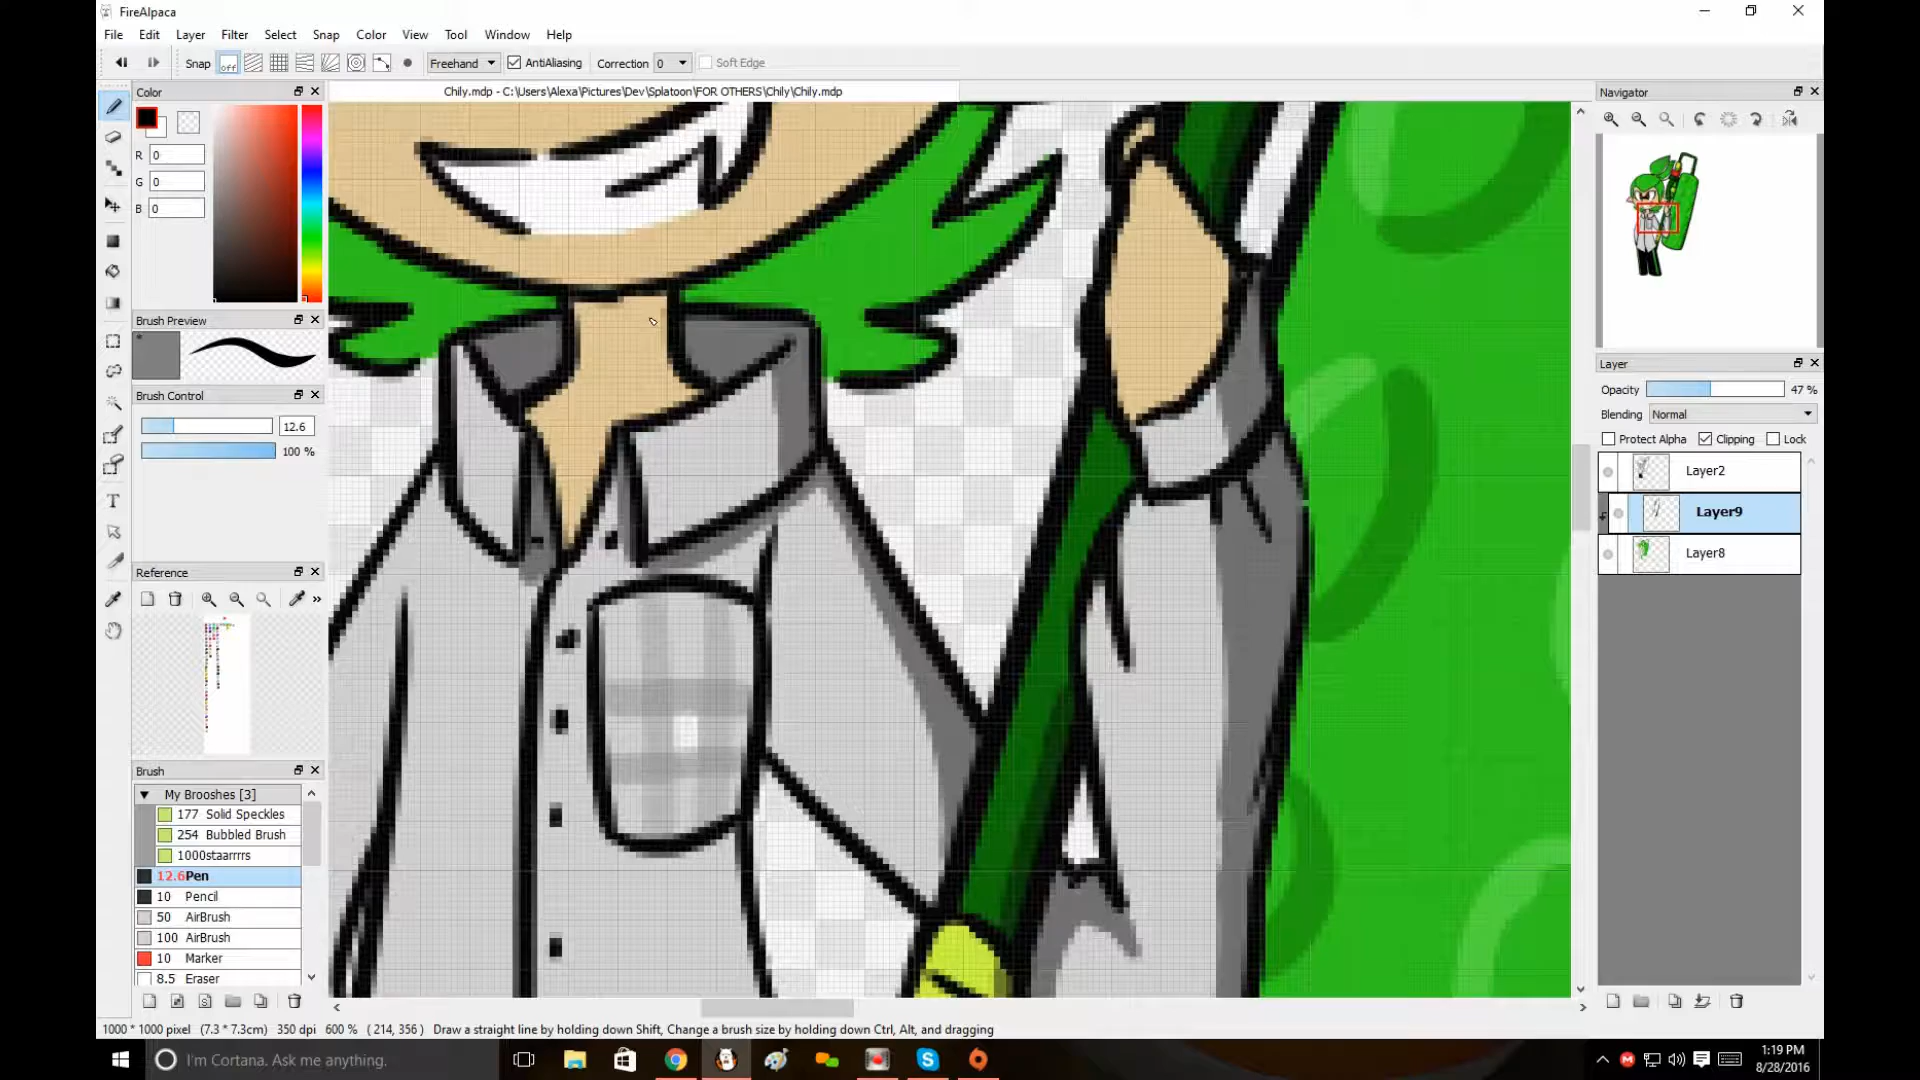 FireAlpaca
File Edit Layer Filter Select Snap Color View Tool Window Help
Snap off Freehand AntiAliasing Correction 0 Soft Edge
Color
Chily.mdp - C:\Users\Alexa\Pictures\Dev\Splatoon\FOR OTHERS\Chily\Chily.mdp
Navigator
R 0
G 0
B 0
Brush Preview
Brush Control
12.6
100 %
Reference
»
Brush
My Brooshes [3]
177 Solid Speckles
254 Bubbled Brush
1000staarrrrs
12.6Pen
10 Pencil
50 AirBrush
100 AirBrush
10 Marker
8.5 Eraser
Layer
Opacity 47 %
Blending Normal
Protect Alpha Clipping Lock
Layer2
Layer9
Layer8
1000 * 1000 pixel (7.3 * 7.3cm) 350 dpi 600 % ( 214, 356 ) Draw a straight line by holding down Shift, Change a brush size by holding down Ctrl, Alt, and dragging
I'm Cortana. Ask me anything.
1:19 PM
8/28/2016